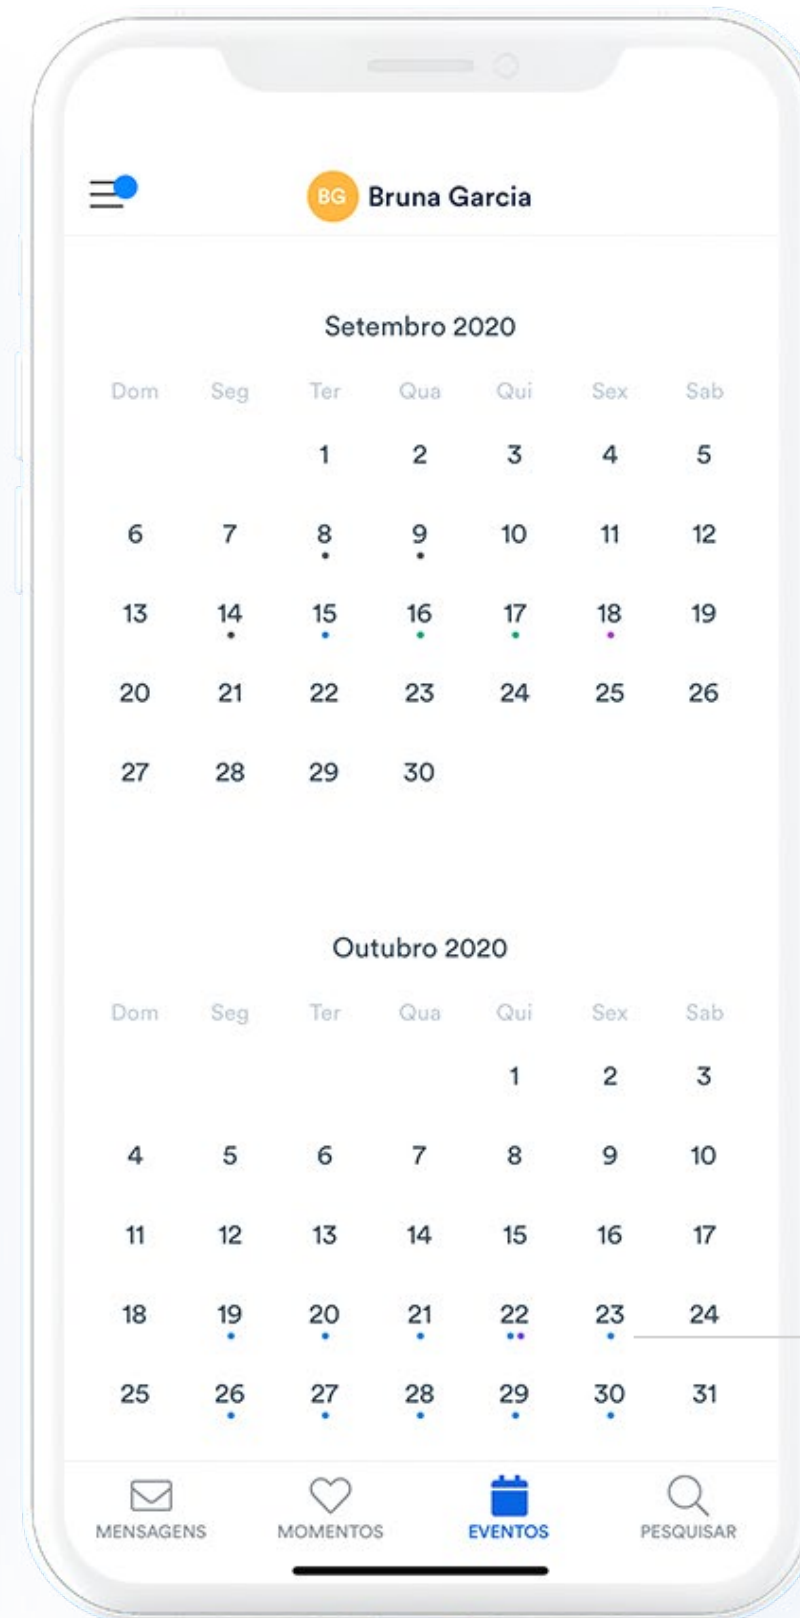 BG Bruna Garcia
Setembro 2020
Dom Seg Ter Qua Qui Sex Sab
1 2 3 4 5
6 7 8 9 10 11 12
13 14 15 16 17 18 19
20 21 22 23 24 25 26
27 28 29 30
Outubro 2020
Dom Seg Ter Qua Qui Sex Sab
1 2 3
4 5 6 7 8 9 10
11 12 13 14 15 16 17
18 19 20 21 22 23 24
25 26 27 28 29 30 31
MENSAGENS MOMENTOS EVENTOS PESQUISAR